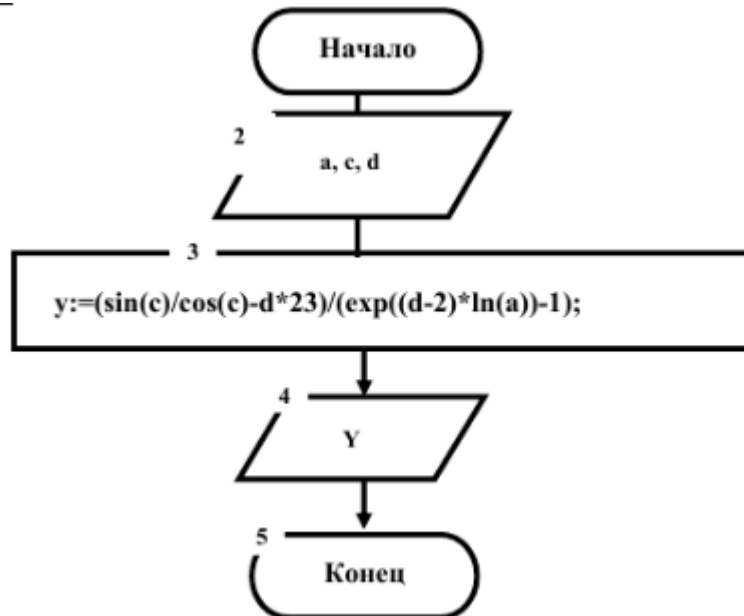 Начало
2
a, c, d
3
y:=(sin(c)/cos(c)-d*23)/(exp((d-2)*ln(a))-1);
4
Y
5
Конец